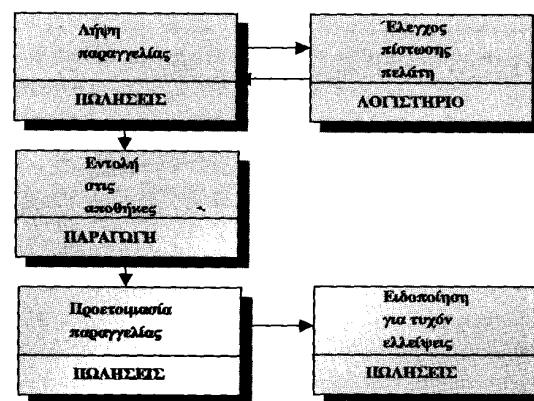 Λήψη
παραγγελίας
ΠΩΛΗΣΕΙΣ
Έλεγχος
πίστωσης
πελάτη
ΛΟΓΙΣΤΗΡΙΟ
Εντολή
στις
αποθήκες
ΠΑΡΑΓΩΓΗ
Προετοιμασία
παραγγελίας
ΠΩΛΗΣΕΙΣ
Ειδοποίηση
για τυχόν
ελλείψεις
ΠΩΛΗΣΕΙΣ